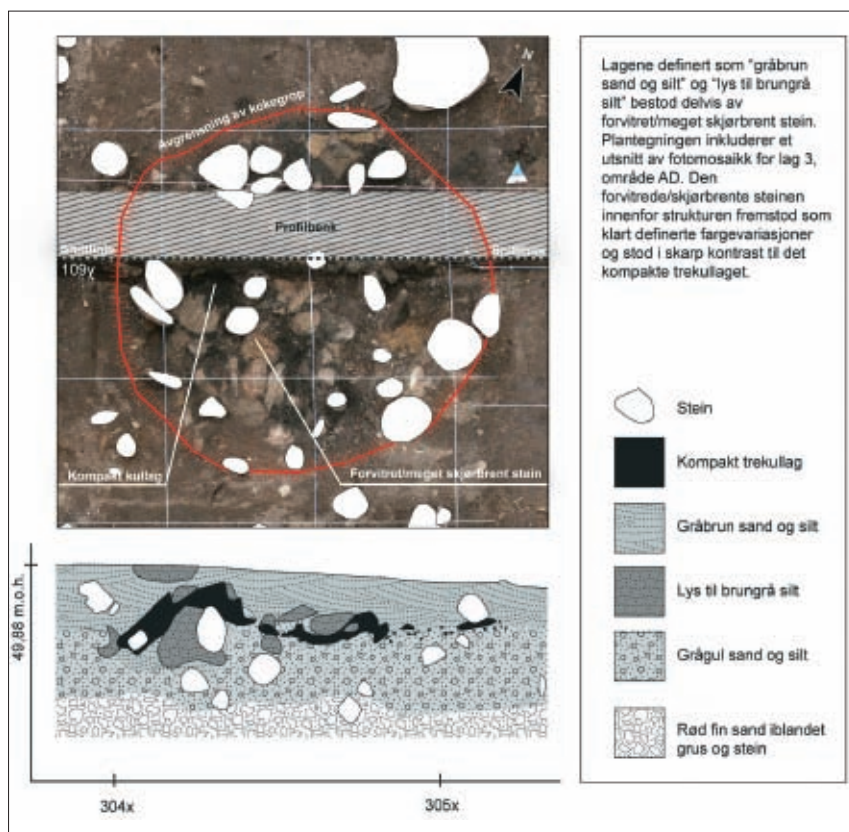 N
Avgrensning av kokegrop
Profilbenk
Snittlinje
Snittlinje
109y
Kompakt kullag
Forvitret/meget skjørbrent stein
Lagene definert som "gråbrun
sand og silt" og "lys til brungrå
silt" bestod delvis av
forvitret/meget skjørbrent stein.
Plantegningen inkluderer et
utsnitt av fotomosaikk for lag 3,
område AD. Den
forvitrede/skjørbrente steinen
innenfor strukturen fremstod som
klart definerte fargevariasjoner
og stod i skarp kontrast til det
kompakte trekullaget.
Stein
Kompakt trekullag
Gråbrun sand og silt
Lys til brungrå silt
Grågul sand og silt
Rød fin sand iblandet
grus og stein
49,88 m.o.h.
304x
305x